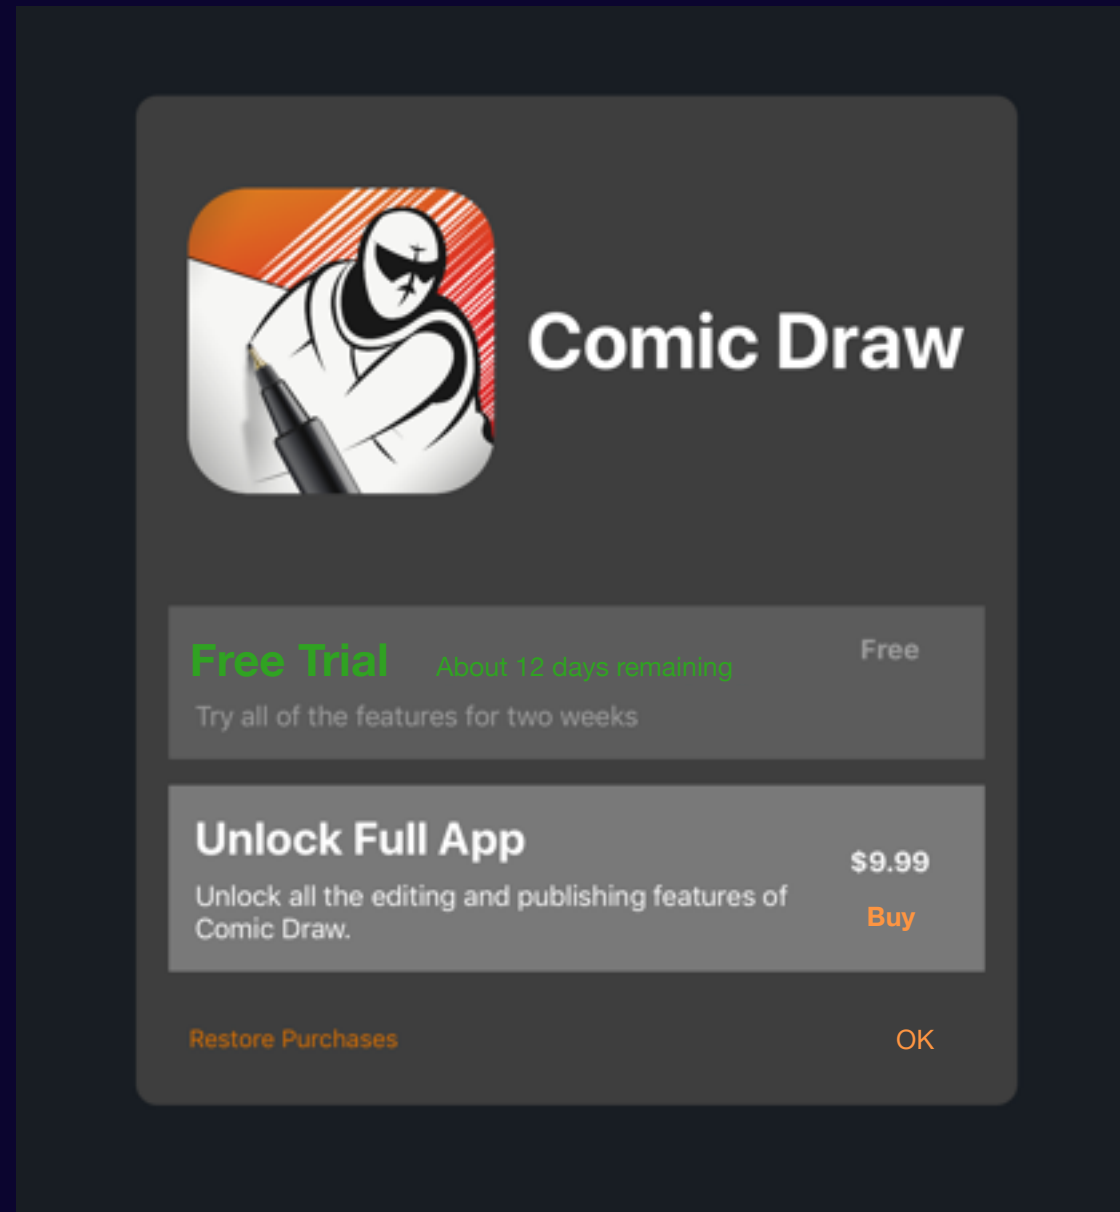 Comic Draw
Free Trial About 12 days remaining Free
Try all of the features for two weeks
Unlock Full App
$9.99
Unlock all the editing and publishing features of
Comic Draw.
Buy
Restore Purchases OK